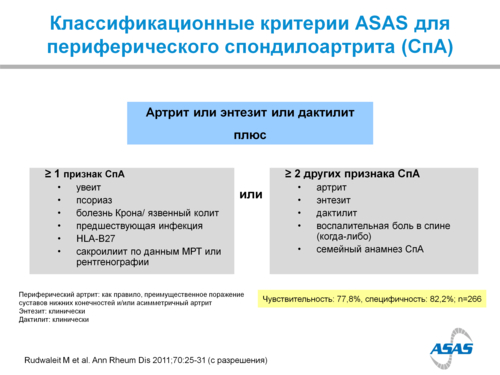 Классификационные критерии ASAS для
периферического спондилоартрита (СпА)
Артрит или энтезит или дактилит
плюс
≥ 1 признак СпА
• увеит
• псориаз
• болезнь Крона/ язвенный колит
• предшествующая инфекция
• HLA-B27
• сакроилиит по данным МРТ или
рентгенографии
или
≥ 2 других признака СпА
• артрит
• энтезит
• дактилит
• воспалительная боль в спине
(когда-либо)
• семейный анамнез СпА
Периферический артрит: как правило, преимущественное поражение
суставов нижних конечностей и/или асимметричный артрит
Энтезит: клинически
Дактилит: клинически
Чувствительность: 77,8%, специфичность: 82,2%; n=266
Rudwaleit M et al. Ann Rheum Dis 2011;70:25-31 (с разрешения)
ASAS